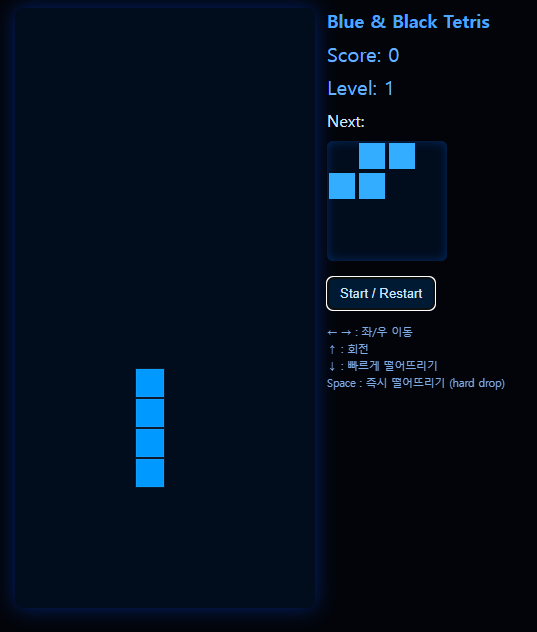 Blue & Black Tetris
Score: 0
Level: 1
Next:
Start / Restart
← → : 좌/우 이동
↑ : 회전
↓ : 빠르게 떨어뜨리기
Space : 즉시 떨어뜨리기 (hard drop)